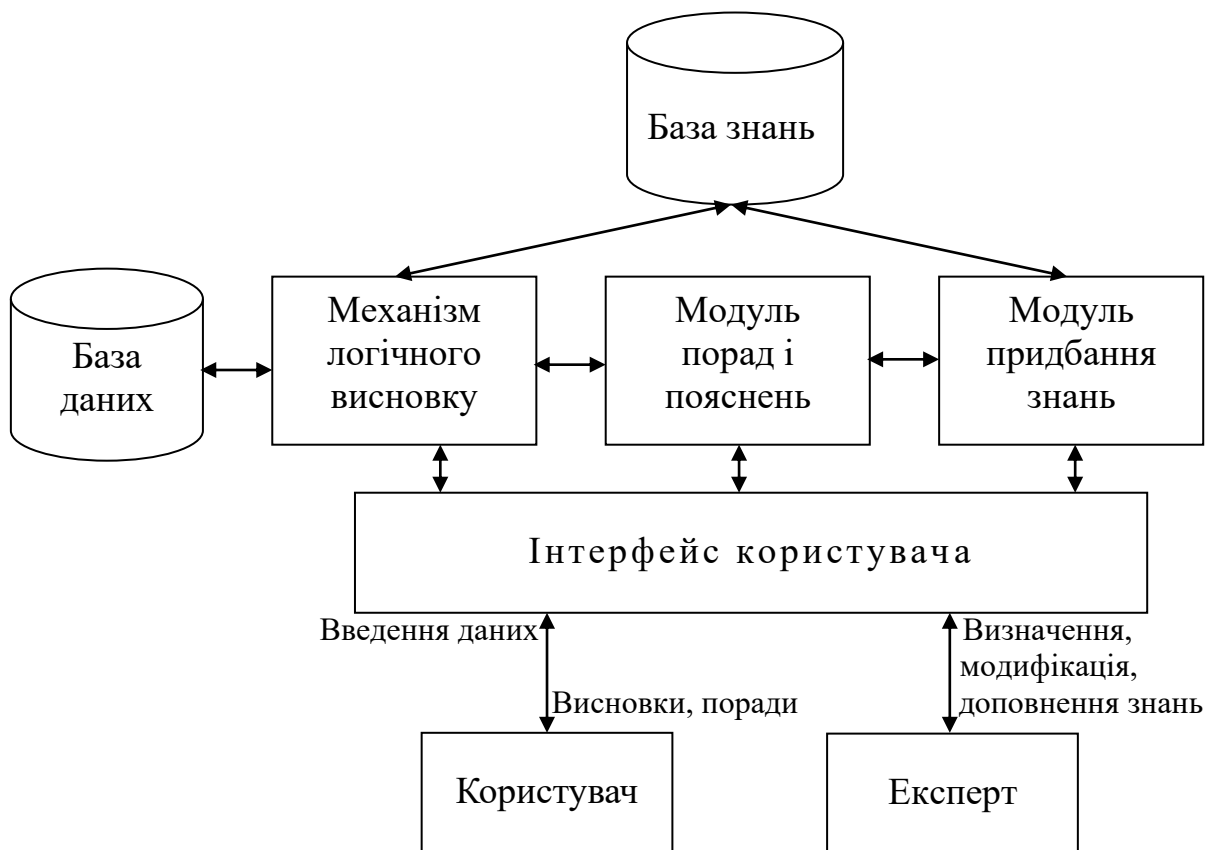 База знань
База
даних
Механізм
логічного
висновку
Модуль
порад і
пояснень
Модуль
придбання
знань
Інтерфейс користувача
Введення даних
Висновки, поради
Визначення,
модифікація,
доповнення знань
Користувач
Експерт